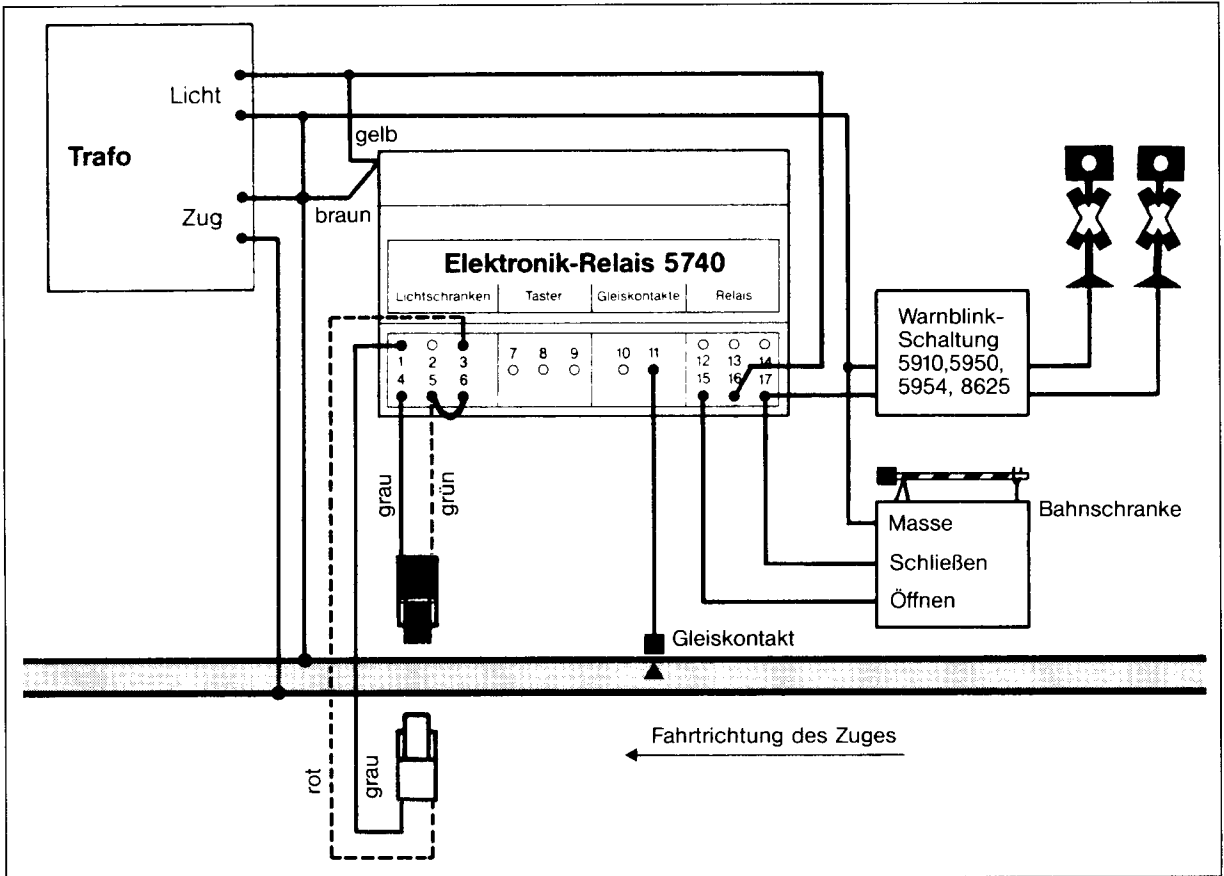 Licht
Trafo
Zug
gelb
braun
Elektronik-Relais 5740
Lichtschranken Taster Gleiskontakte Relais
1 2 3
4 5 6
7 8 9
10 11
12 13 14
15 16 17
Warnblink-
Schaltung
5910,5950,
5954, 8625
grau
grün
Masse
Schließen
Öffnen
Bahnschranke
Gleiskontakt
Fahrtrichtung des Zuges
rot
grau